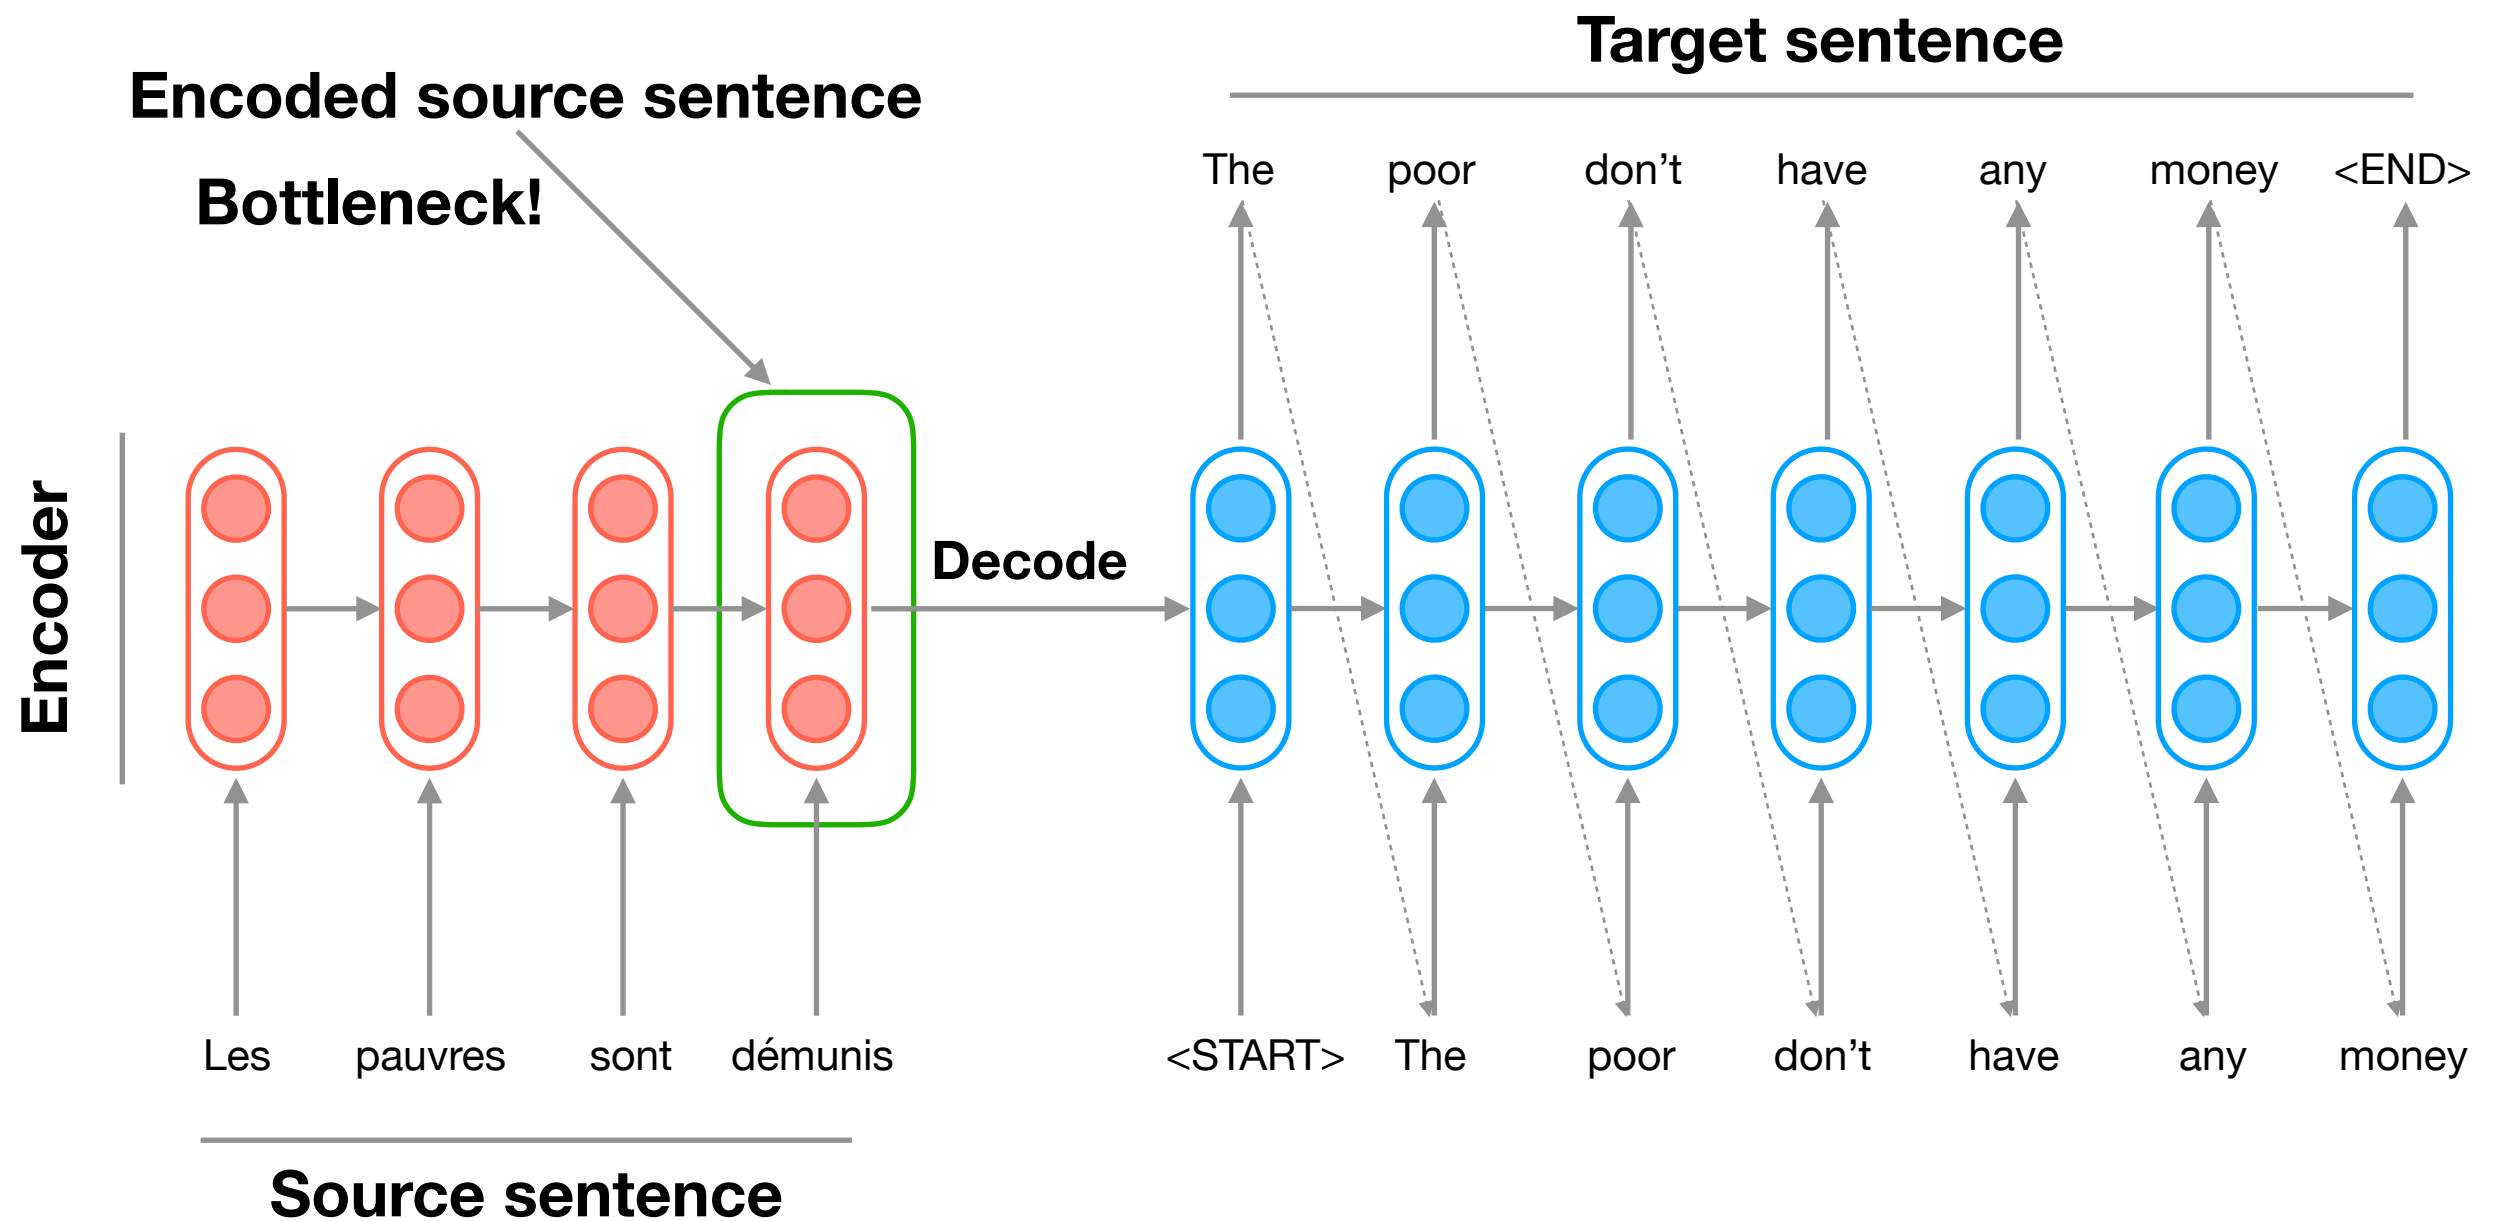 Target sentence
Encoded source sentence
Bottleneck!
The poor don't have any money <END>
Encoder
Decode
Les pauvres sont démunis <START> The poor don't have any money
Source sentence